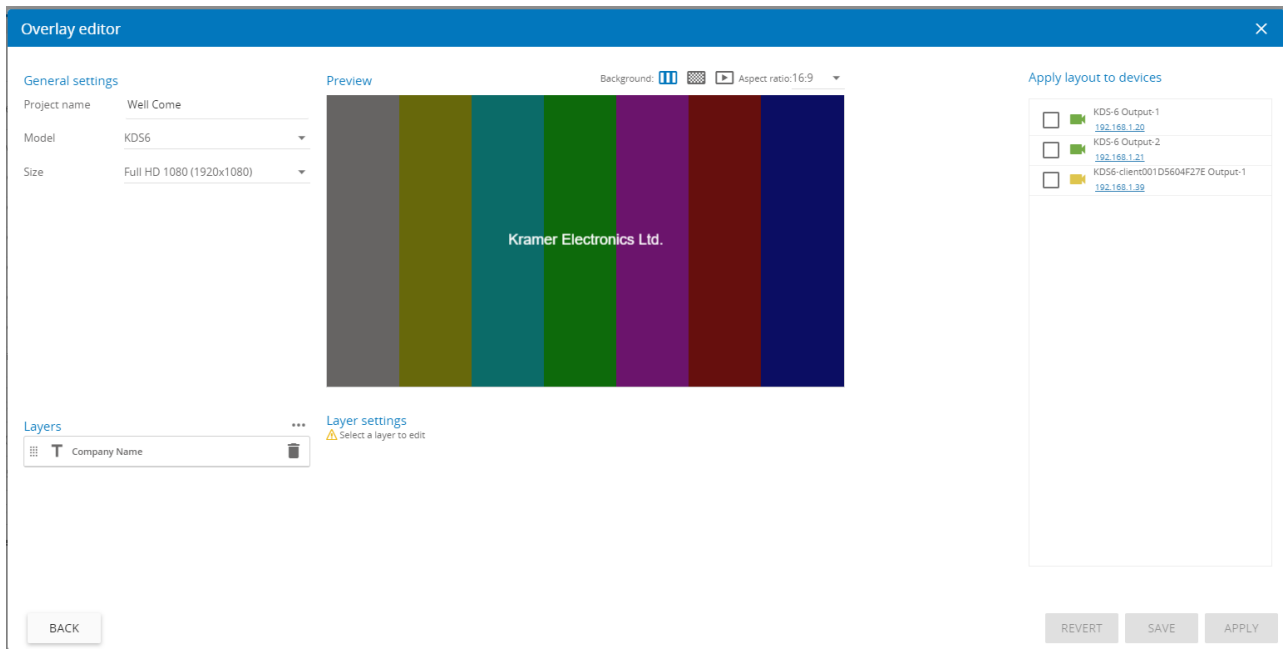 Overlay editor
General settings
Project name Well Come
Model KDS6
Size Full HD 1080 (1920x1080)
Preview
Background: Aspect ratio:16:9
Kramer Electronics Ltd.
Apply layout to devices
KDS-6 Output-1
192.168.1.20
KDS-6 Output-2
192.168.1.21
KDS6-client001D5604F27E Output-1
192.168.1.39
Layers
T Company Name
Layer settings
Select a layer to edit
BACK
REVERT SAVE APPLY